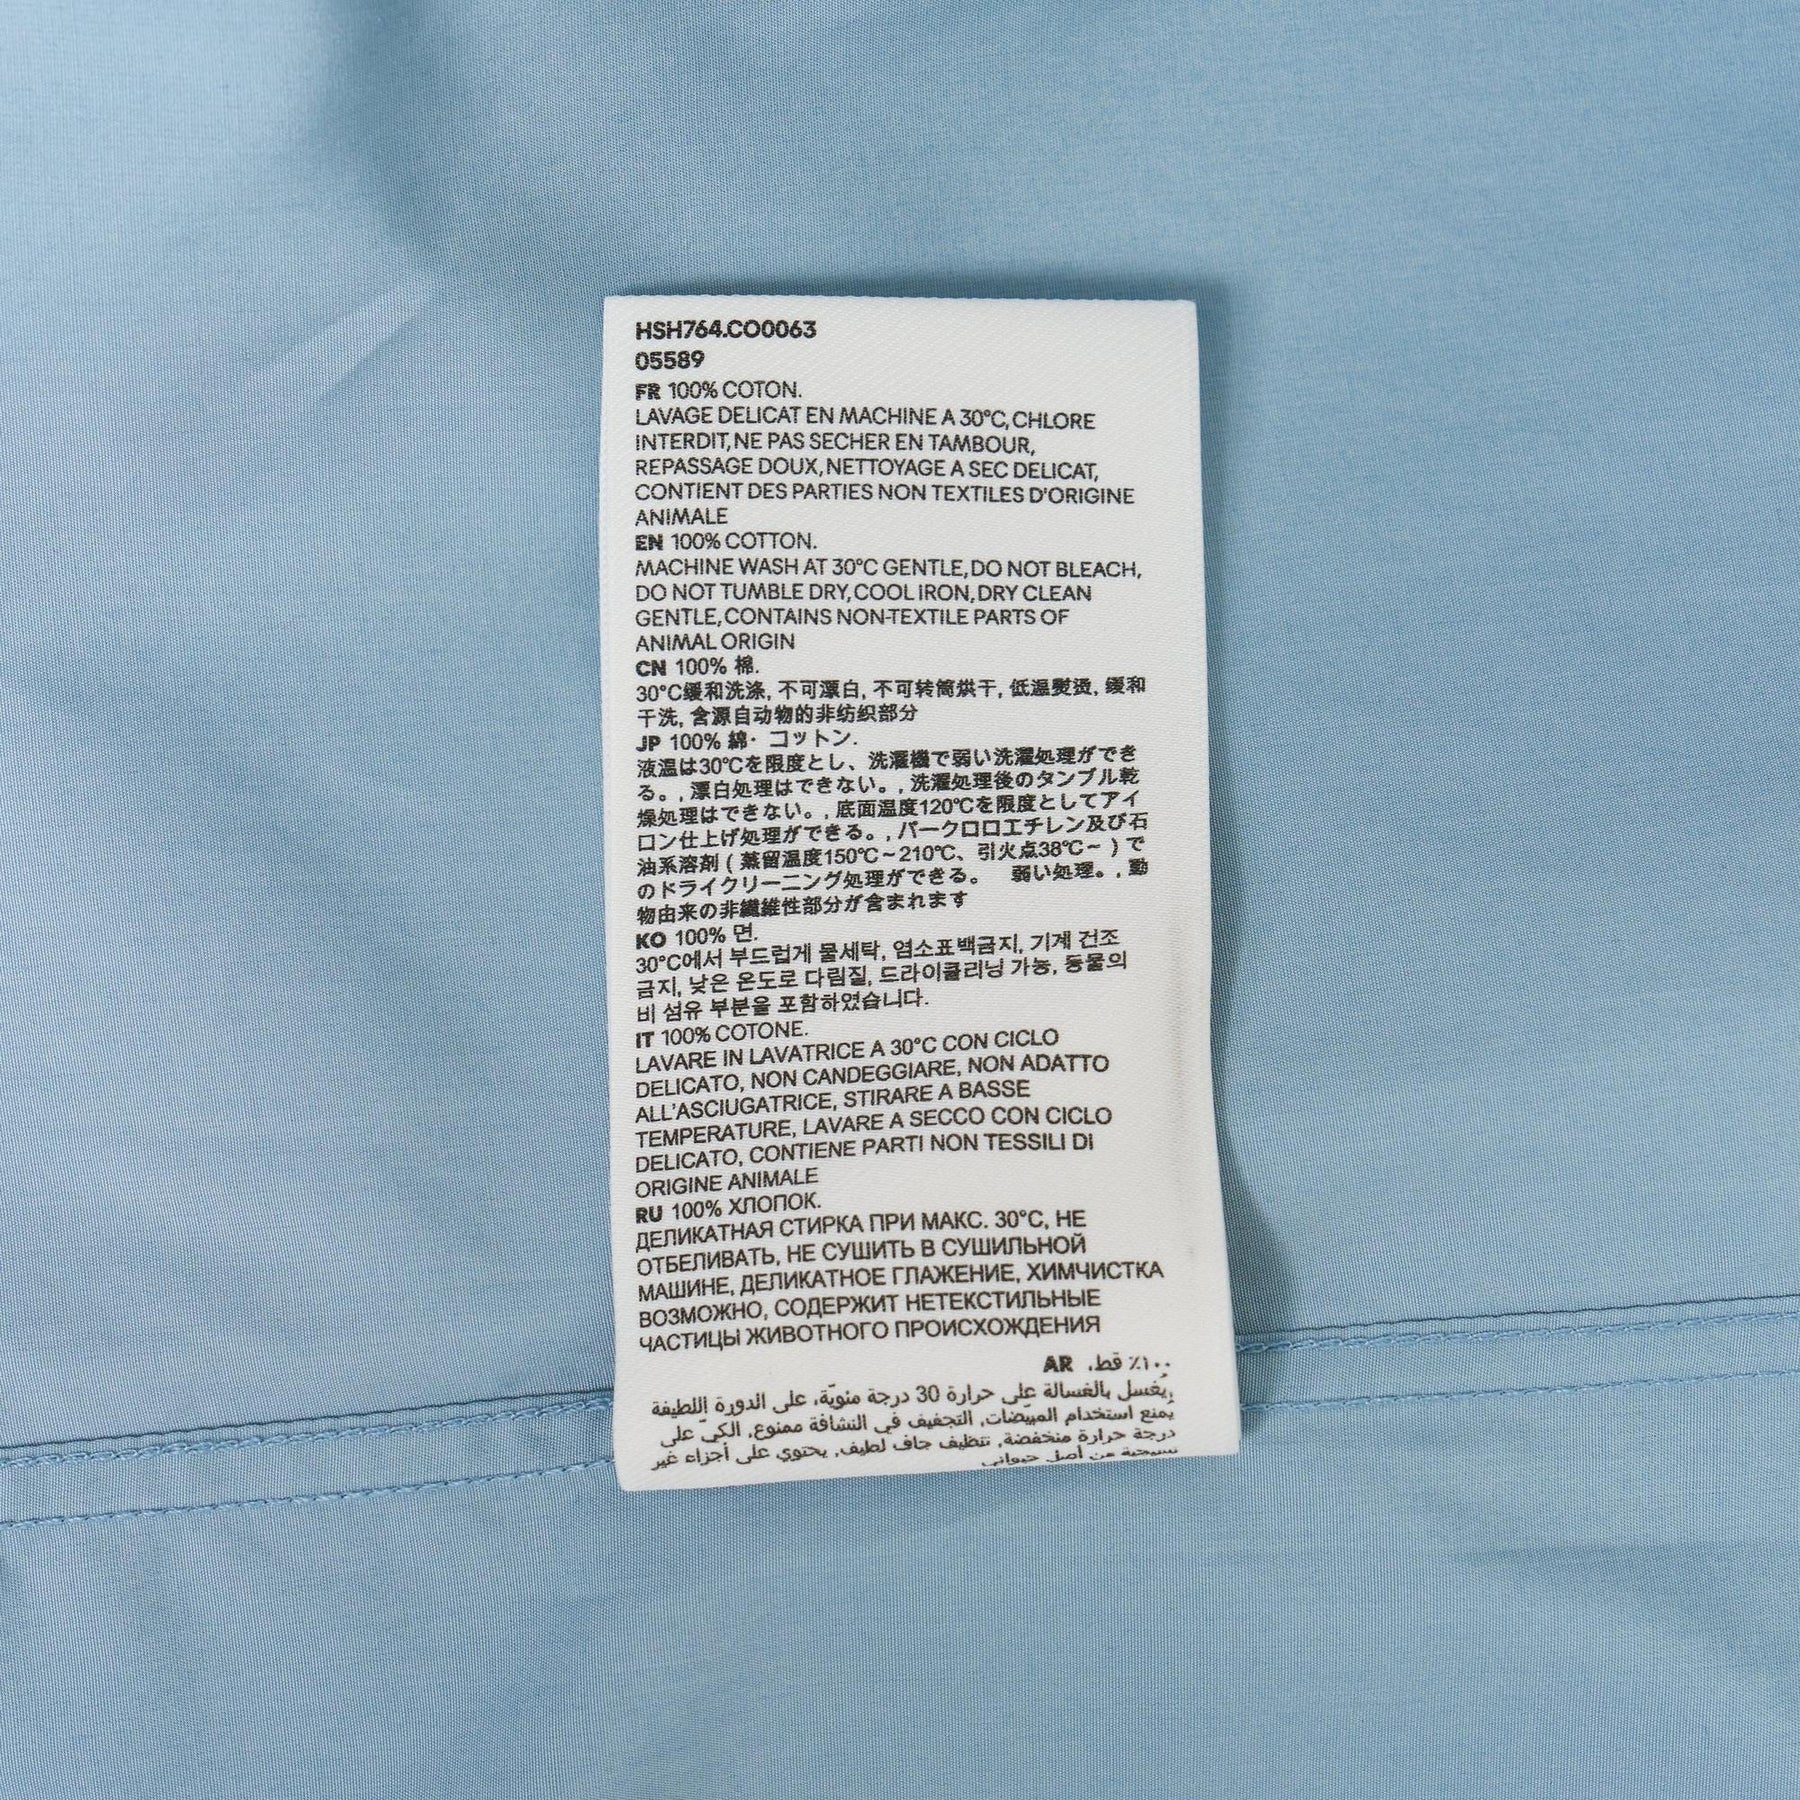 HSH764.CO0063
05589
FR 100% COTON.
LAVAGE DELICAT EN MACHINE A 30°C, CHLORE
INTERDIT, NE PAS SECHER EN TAMBOUR,
REPASSAGE DOUX, NETTOYAGE A SEC DELICAT,
CONTIENT DES PARTIES NON TEXTILES D'ORIGINE
ANIMALE
EN 100% COTTON.
MACHINE WASH AT 30°C GENTLE, DO NOT BLEACH,
DO NOT TUMBLE DRY, COOL IRON, DRY CLEAN
GENTLE, CONTAINS NON-TEXTILE PARTS OF
ANIMAL ORIGIN
CN 100% 棉.
30°C缓和洗涤, 不可漂白, 不可转筒烘干, 低温熨烫, 缓和
干洗, 含源自动物的非纺织部分
JP 100% 綿・コットン.
液温は30℃を限度とし、洗濯機で弱い洗濯処理ができ
る。, 漂白処理はできない。, 洗濯処理後のタンブル乾
燥処理はできない。, 底面温度120℃を限度としてアイ
ロン仕上げ処理ができる。, パークロロエチレン及び石
油系溶剤 ( 蒸留温度150℃～210℃、引火点38℃～ ) で
のドライクリーニング処理ができる。　弱い処理。, 動
物由来の非繊維性部分が含まれます
KO 100% 면.
30°C에서 부드럽게 물세탁, 염소표백금지, 기계 건조
금지, 낮은 온도로 다림질, 드라이클리닝 가능, 동물의
비 섬유 부분을 포함하였습니다.
IT 100% COTONE.
LAVARE IN LAVATRICE A 30°C CON CICLO
DELICATO, NON CANDEGGIARE, NON ADATTO
ALL'ASCIUGATRICE, STIRARE A BASSE
TEMPERATURE, LAVARE A SECCO CON CICLO
DELICATO, CONTIENE PARTI NON TESSILI DI
ORIGINE ANIMALE
RU 100% ХЛОПОК.
ДЕЛИКАТНАЯ СТИРКА ПРИ МАКС. 30°C, НЕ
ОТБЕЛИВАТЬ, НЕ СУШИТЬ В СУШИЛЬНОЙ
МАШИНЕ, ДЕЛИКАТНОЕ ГЛАЖЕНИЕ, ХИМЧИСТКА
ВОЗМОЖНО, СОДЕРЖИТ НЕТЕКСТИЛЬНЫЕ
ЧАСТИЦЫ ЖИВОТНОГО ПРОИСХОЖДЕНИЯ
١٠٠٪ قطن. AR
يُغسل بالغسالة على حرارة 30 درجة مئويّة، على الدورة اللطيفة
يُمنع استخدام المبيّضات, التجفيف في النشافة ممنوع, الكيّ على
درجة حرارة منخفضة, تنظيف جاف لطيف, يحتوي على أجزاء غير
نسيجية من أصل حيواني